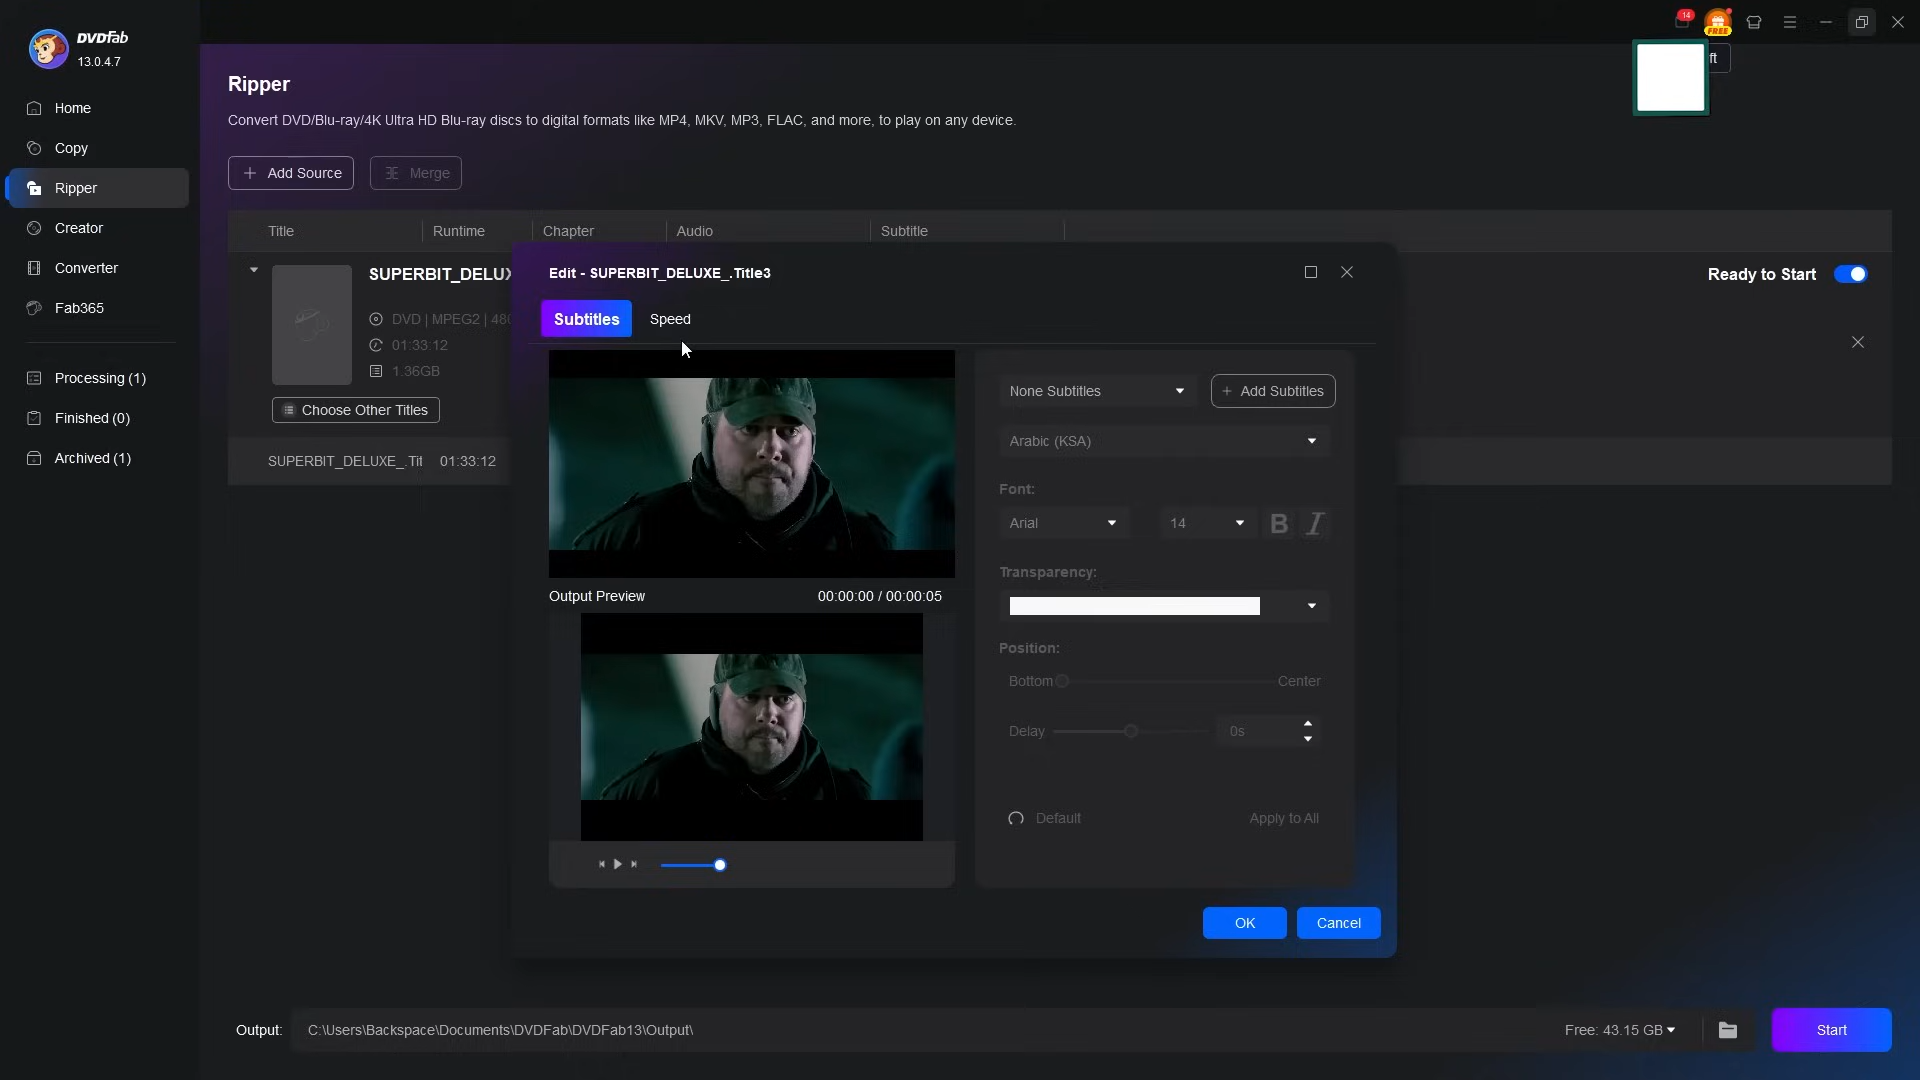 DVDFab
13.0.4.7
14
FREE
ft
Home
Copy
Ripper
Creator
Converter
Fab365
Processing (1)
Finished (0)
Archived (1)
Ripper
Convert DVD/Blu-ray/4K Ultra HD Blu-ray discs to digital formats like MP4, MKV, MP3, FLAC, and more, to play on any device.
Add Source
Merge
Title Runtime Chapter Audio Subtitle
SUPERBIT_DELUX
DVD | MPEG2 | 480
01:33:12
1.36GB
Choose Other Titles
SUPERBIT_DELUXE_.Tit 01:33:12
Ready to Start
Edit - SUPERBIT_DELUXE_.Title3
Subtitles Speed
Output Preview 00:00:00 / 00:00:05
None Subtitles
Add Subtitles
Arabic (KSA)
Font:
Arial 14 B I
Transparency:
Position:
Bottom Center
Delay 0s
Default Apply to All
OK Cancel
Output: C:\Users\Backspace\Documents\DVDFab\DVDFab13\Output\ Free: 43.15 GB Start